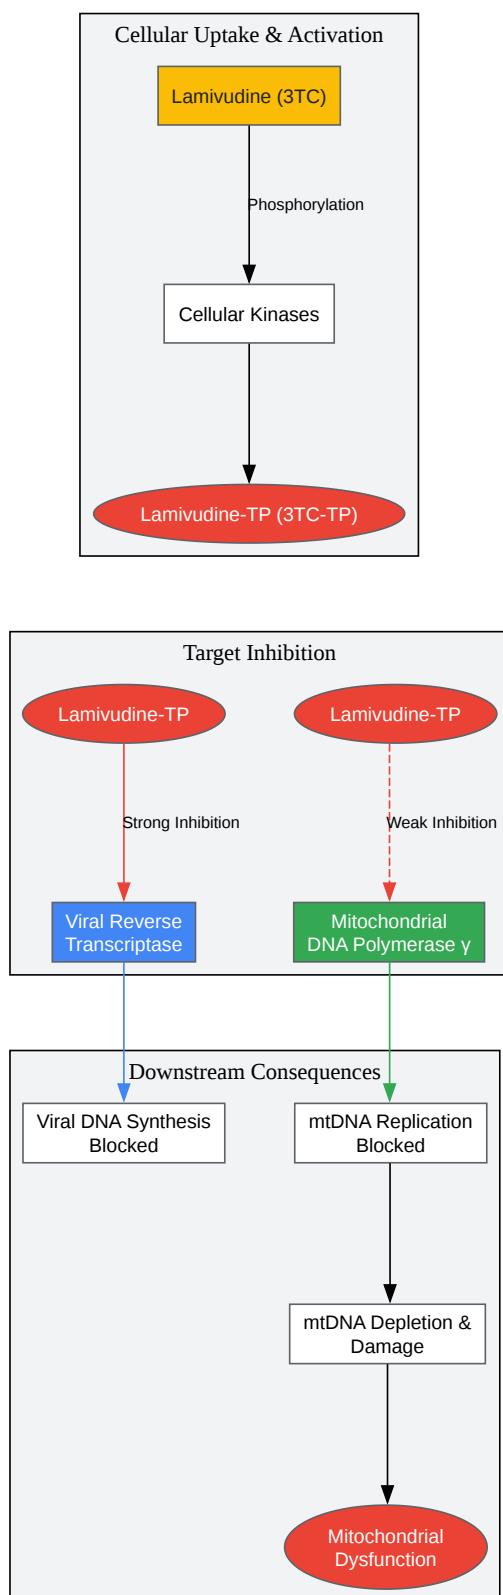 Cellular Uptake & Activation
Lamivudine (3TC)
Phosphorylation
Cellular Kinases
Lamivudine-TP (3TC-TP)
Target Inhibition
Lamivudine-TP
Lamivudine-TP
Strong Inhibition
Weak Inhibition
Viral Reverse
Transcriptase
Mitochondrial
DNA Polymerase γ
Downstream Consequences
Viral DNA Synthesis
Blocked
mtDNA Replication
Blocked
mtDNA Depletion &
Damage
Mitochondrial
Dysfunction